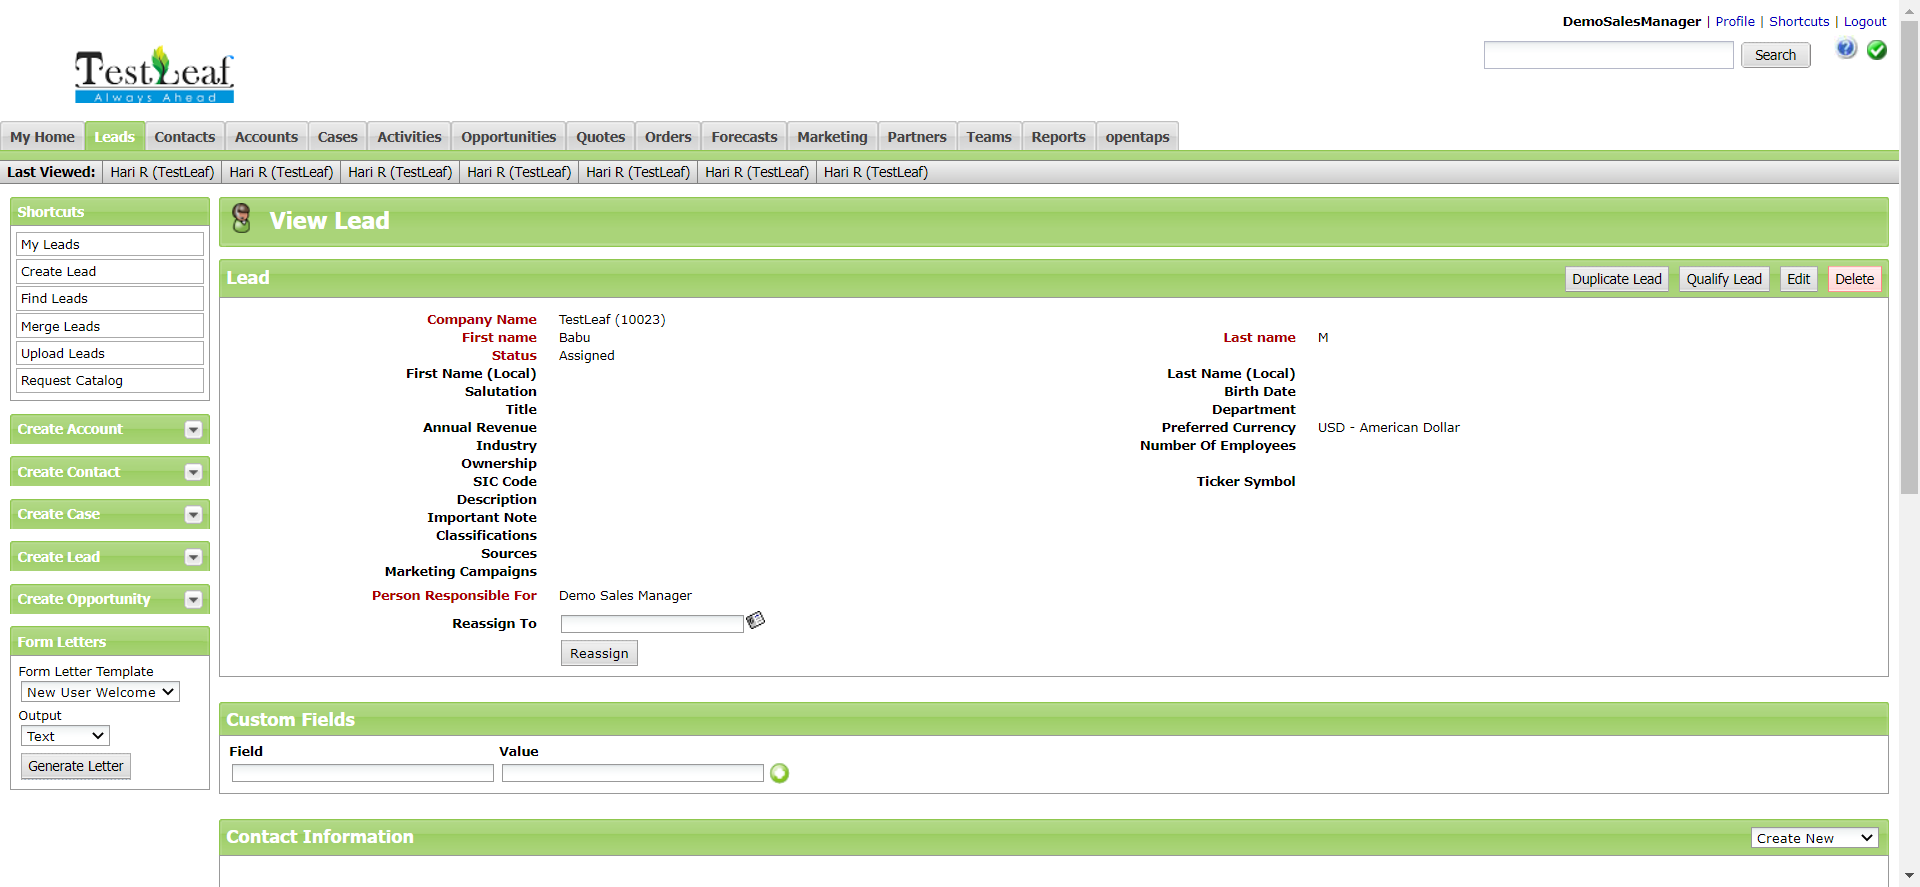 DemoSalesManager | Profile | Shortcuts | Logout
Search
TestLeaf
Always Ahead
My Home Leads Contacts Accounts Cases Activities Opportunities Quotes Orders Forecasts Marketing Partners Teams Reports opentaps
Last Viewed: Hari R (TestLeaf) Hari R (TestLeaf) Hari R (TestLeaf) Hari R (TestLeaf) Hari R (TestLeaf) Hari R (TestLeaf) Hari R (TestLeaf)
Shortcuts
My Leads
Create Lead
Find Leads
Merge Leads
Upload Leads
Request Catalog
Create Account
Create Contact
Create Case
Create Lead
Create Opportunity
Form Letters
Form Letter Template
New User Welcome
Output
Text
Generate Letter
View Lead
Lead Duplicate Lead Qualify Lead Edit Delete
Company Name TestLeaf (10023)
First name Babu Last name M
Status Assigned
First Name (Local) Last Name (Local)
Salutation Birth Date
Title Department
Annual Revenue Preferred Currency USD - American Dollar
Industry Number Of Employees
Ownership
SIC Code Ticker Symbol
Description
Important Note
Classifications
Sources
Marketing Campaigns
Person Responsible For Demo Sales Manager
Reassign To
Reassign
Custom Fields
Field Value
Contact Information Create New